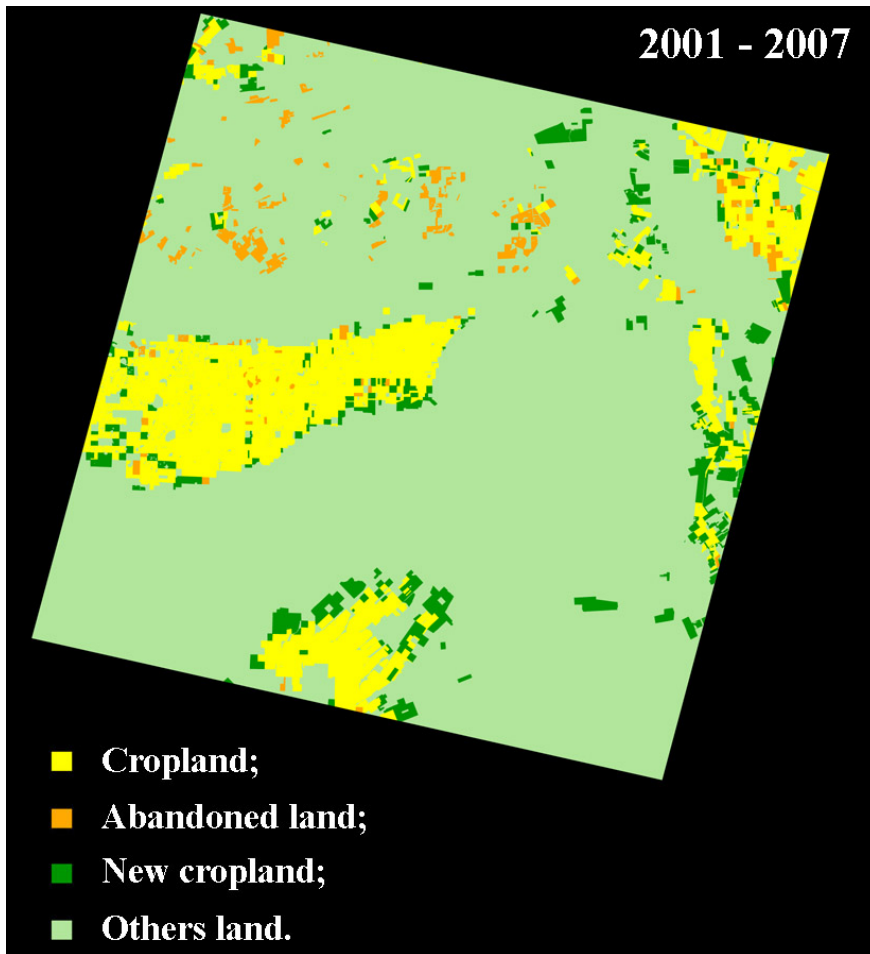 2001 - 2007
Cropland;
Abandoned land;
New cropland;
Others land.